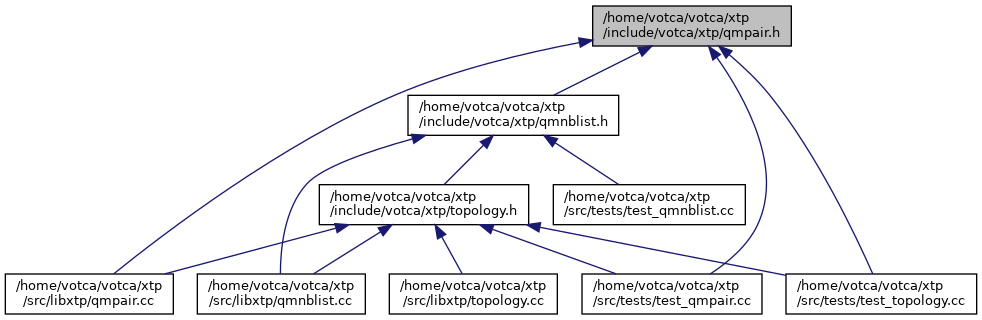 /home/votca/votca/xtp
/include/votca/xtp/qmpair.h
/home/votca/votca/xtp
/include/votca/xtp/qmnblist.h
/home/votca/votca/xtp
/include/votca/xtp/topology.h
/home/votca/votca/xtp
/src/tests/test_qmnblist.cc
/home/votca/votca/xtp
/src/libxtp/qmpair.cc
/home/votca/votca/xtp
/src/libxtp/qmnblist.cc
/home/votca/votca/xtp
/src/libxtp/topology.cc
/home/votca/votca/xtp
/src/tests/test_qmpair.cc
/home/votca/votca/xtp
/src/tests/test_topology.cc